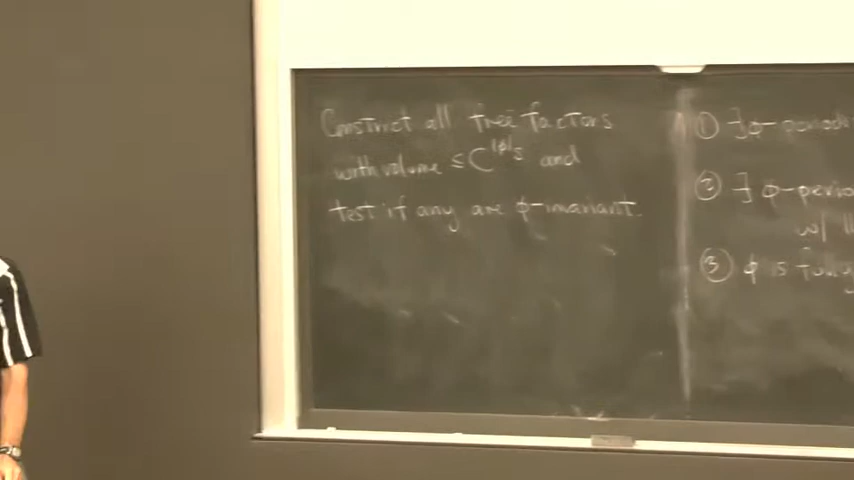 Construct all free factors
with volume ≤ C^|φ|_S and
test if any are φ-invariant.
① ∃ φ-periodi
② ∃ φ-perio
w/
③ φ is fully